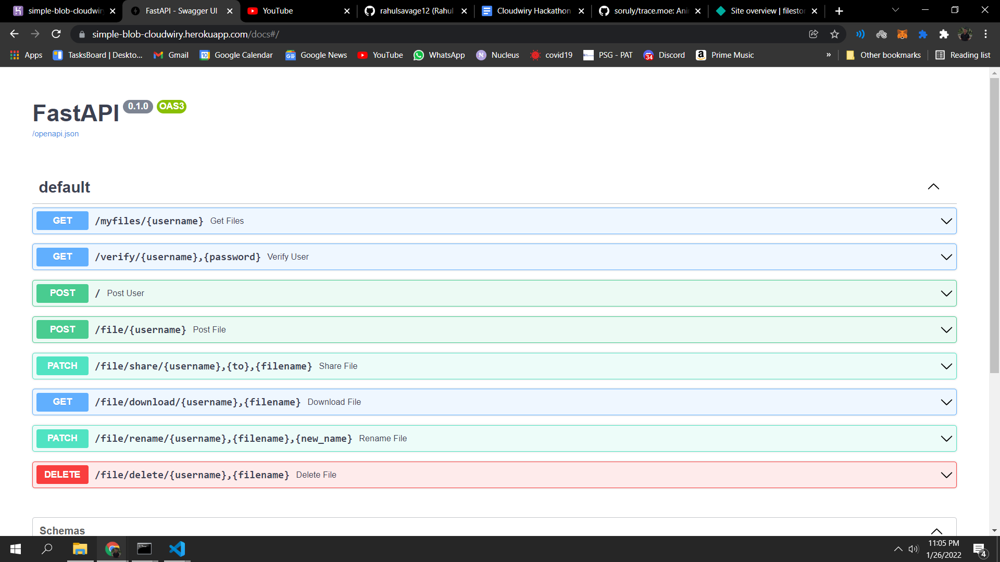 simple-blob-cloudwiry
FastAPI - Swagger UI
YouTube
rahulsavage12 (Rahul
Cloudwiry Hackathon
soruly/trace.moe: Ani
Site overview | filestor
simple-blob-cloudwiry.herokuapp.com/docs#/
Apps
TasksBoard | Deskto...
Gmail
10
Google Calendar
Google News
YouTube
WhatsApp
N
Nucleus
covid19
PSG - PAT
34
Discord
a
Prime Music
»
Other bookmarks
Reading list
FastAPI 0.1.0 OAS3
/openapi.json
default
GET /myfiles/{username} Get Files
GET /verify/{username},{password} Verify User
POST / Post User
POST /file/{username} Post File
PATCH /file/share/{username},{to},{filename} Share File
GET /file/download/{username},{filename} Download File
PATCH /file/rename/{username},{filename},{new_name} Rename File
DELETE /file/delete/{username},{filename} Delete File
Schemas
11:05 PM
1/26/2022
4